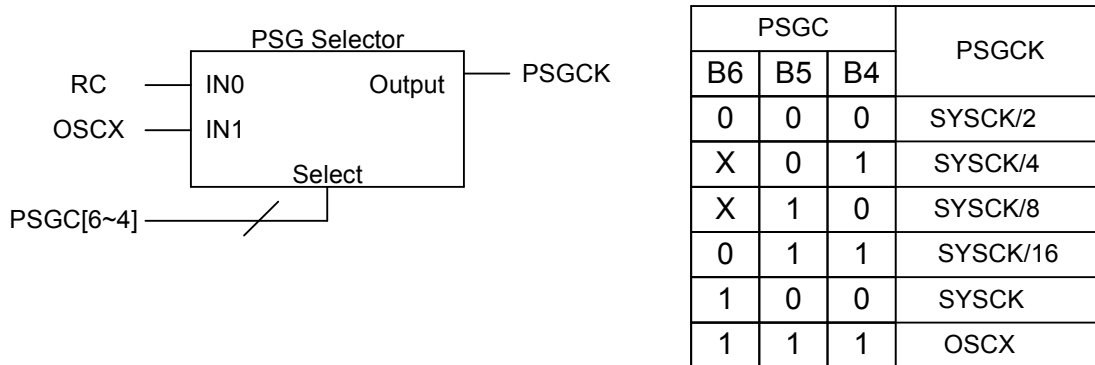 PSG Selector
RC IN0 Output PSGCK
OSCX IN1
Select
PSGC[6~4]
PSGC PSGCK
B6 B5 B4
0 0 0 SYSCK/2
X 0 1 SYSCK/4
X 1 0 SYSCK/8
0 1 1 SYSCK/16
1 0 0 SYSCK
1 1 1 OSCX